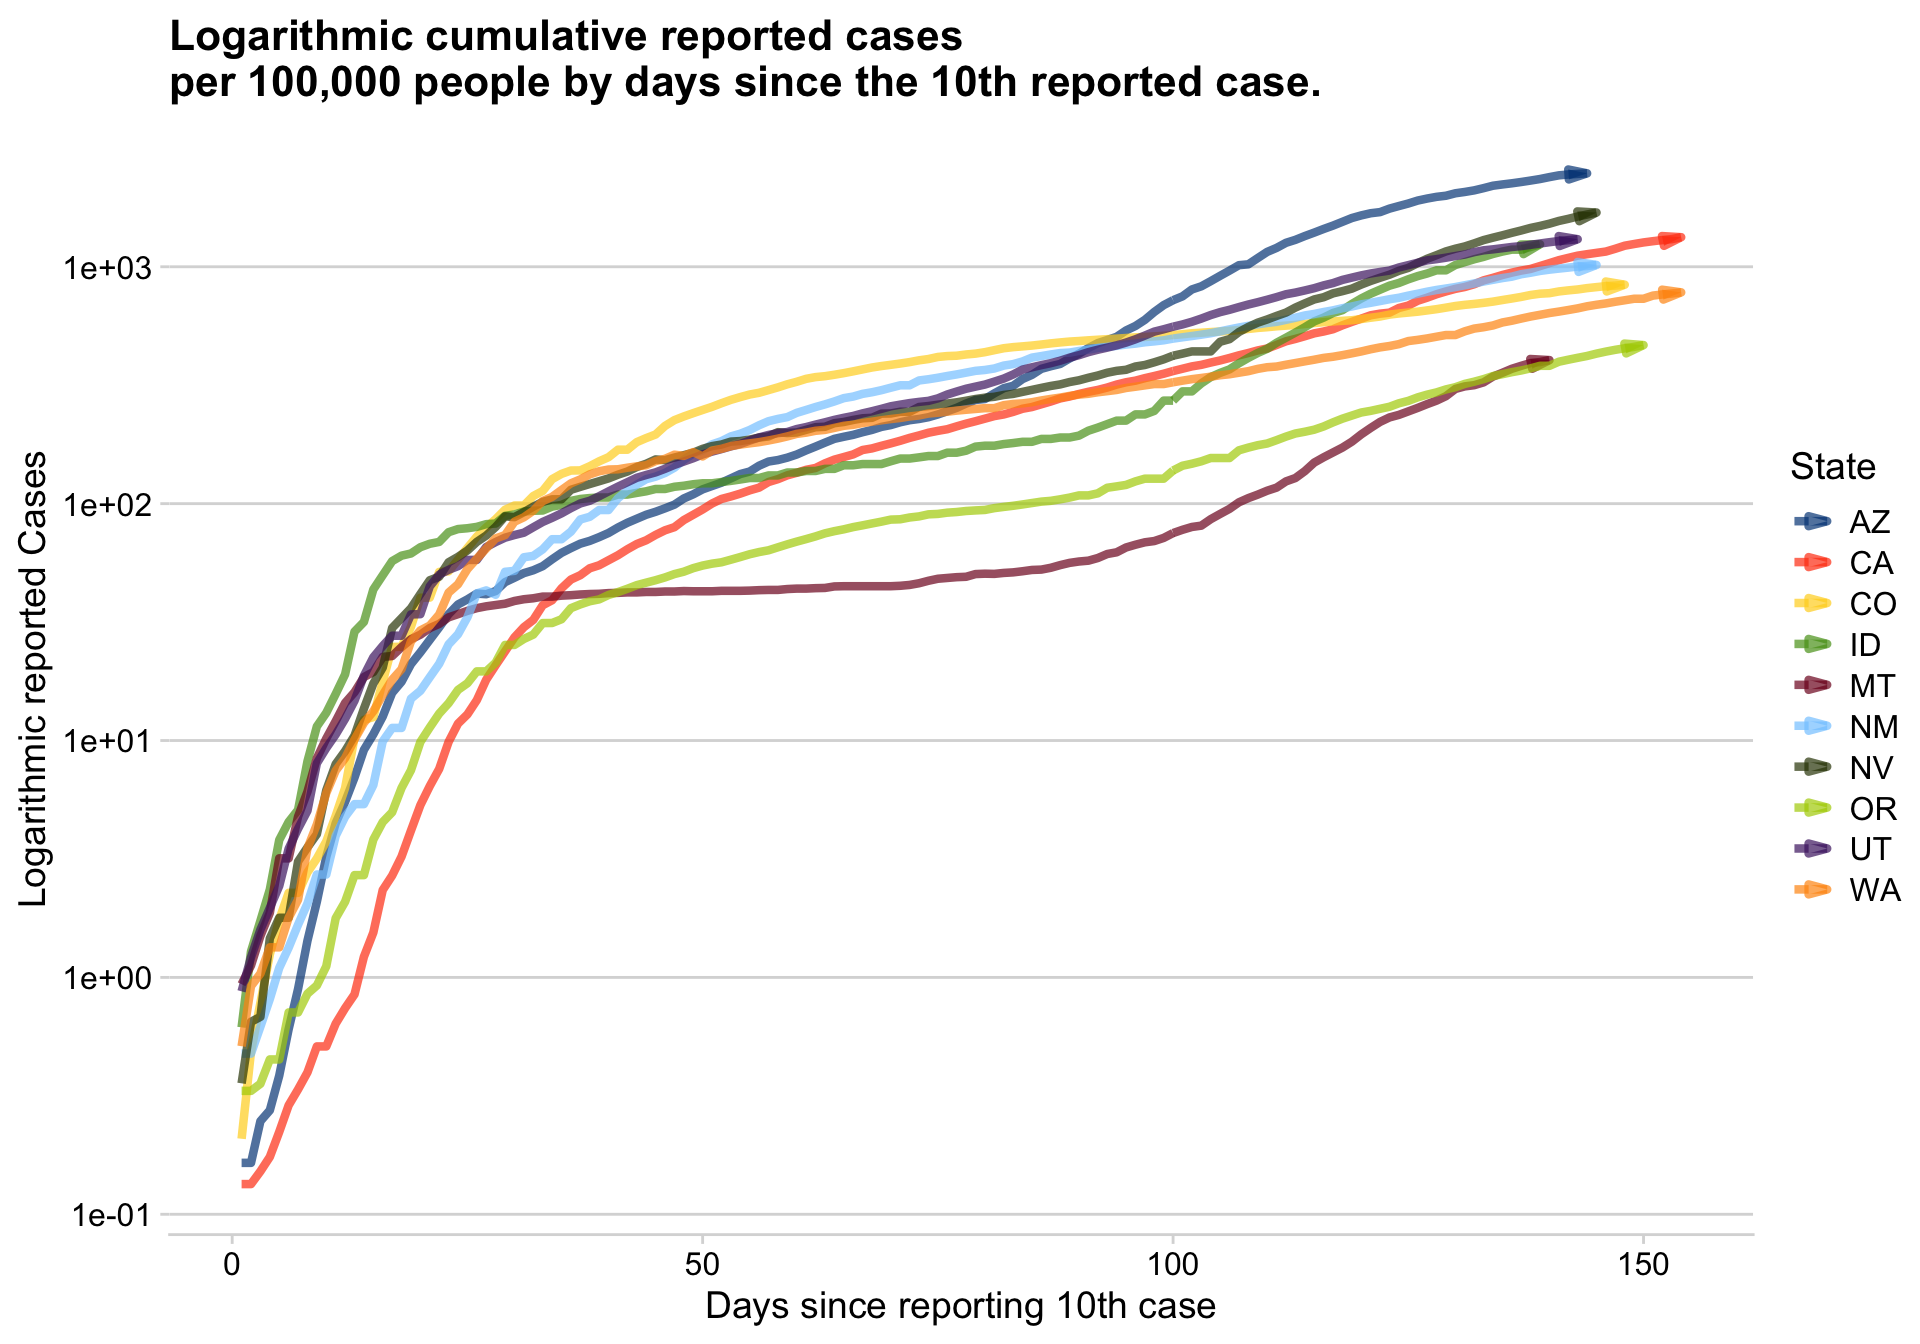 Logarithmic cumulative reported cases
per 100,000 people by days since the 10th reported case.
Logarithmic reported Cases
1e+03
1e+02
1e+01
1e+00
1e-01
0
50
100
150
Days since reporting 10th case
State
AZ
CA
CO
ID
MT
NM
NV
OR
UT
WA